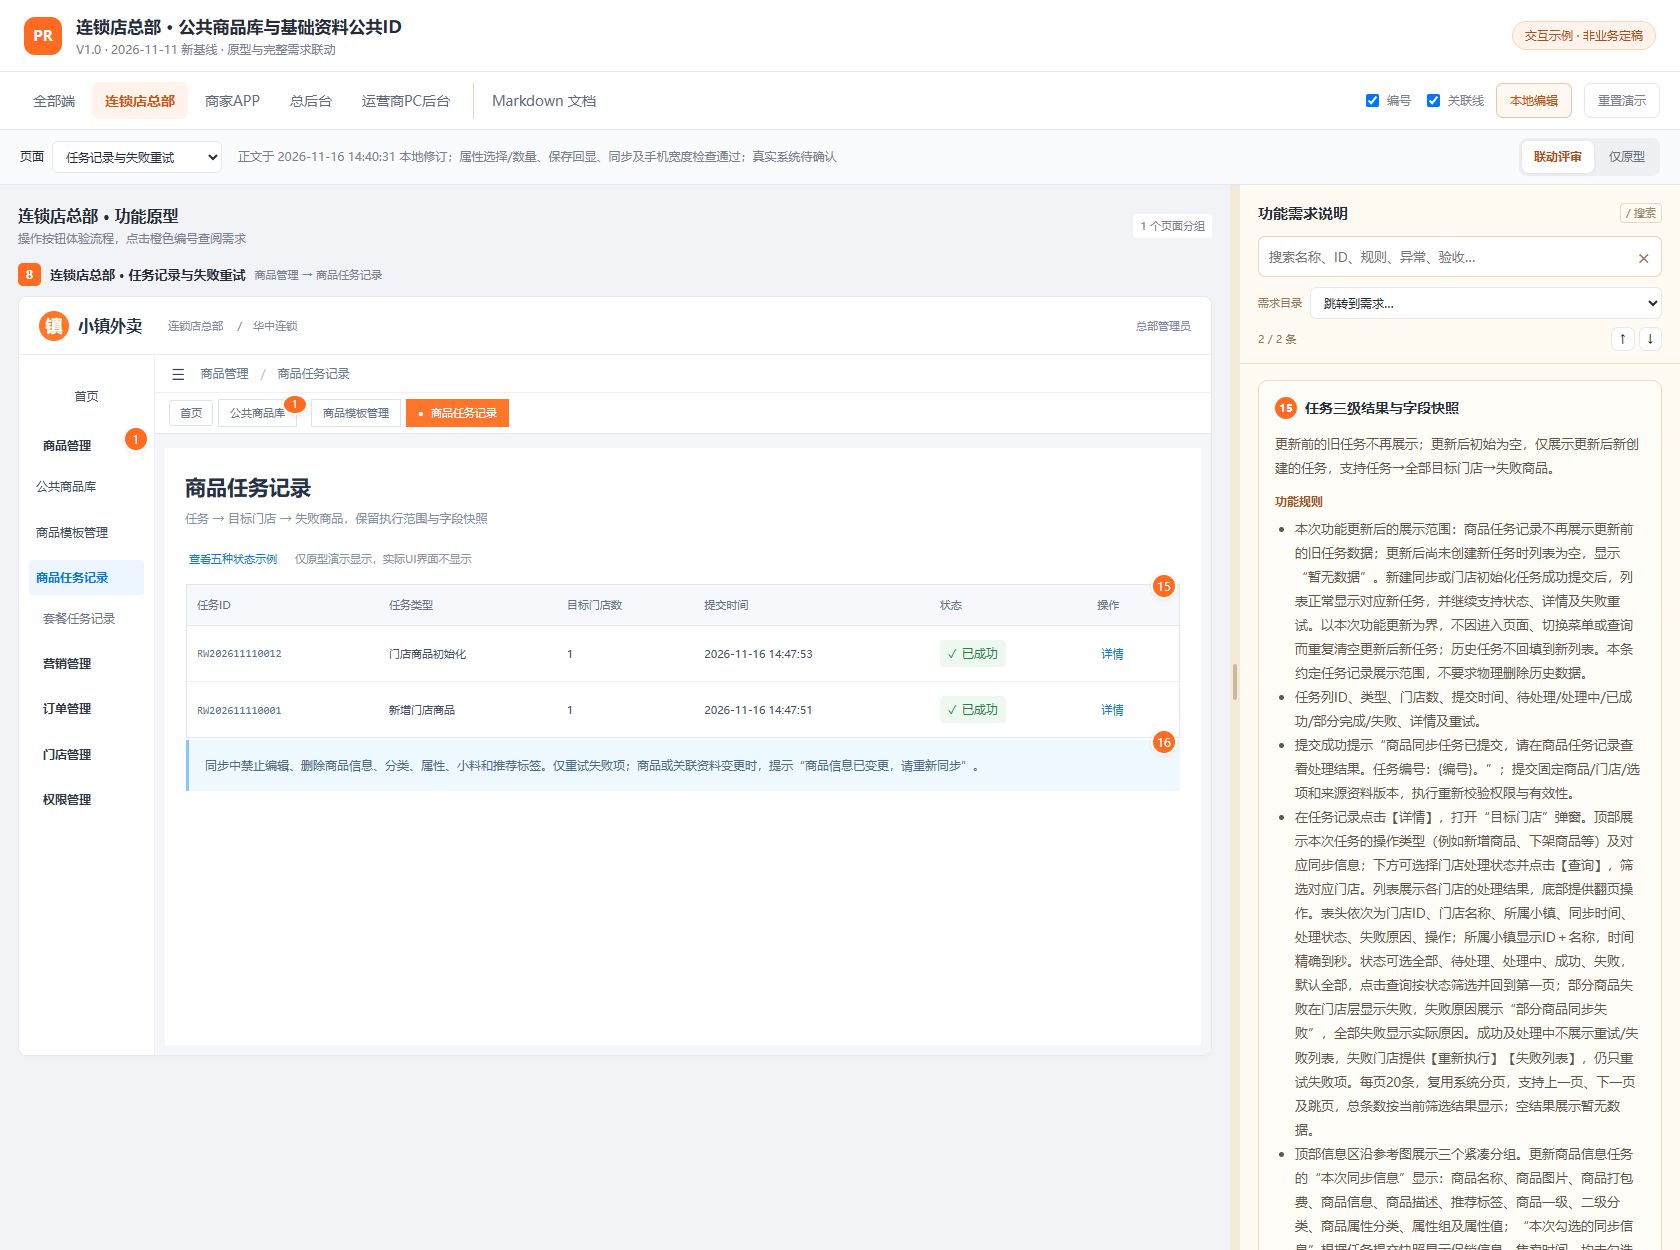 PR
连锁店总部 • 公共商品库与基础资料公共ID
V1.0 · 2026-11-11 新基线 · 原型与完整需求联动
交互示例 · 非业务定稿
全部端
连锁店总部
商家APP
总后台
运营商PC后台
Markdown 文档
编号
关联线
本地编辑
重置演示
页面
任务记录与失败重试
正文于 2026-11-16 14:40:31 本地修订；属性选择/数量、保存回显、同步及手机宽度检查通过；真实系统待确认
联动评审
仅原型
连锁店总部 • 功能原型
操作按钮体验流程，点击橙色编号查阅需求
1 个页面分组
8
连锁店总部 • 任务记录与失败重试
商品管理 → 商品任务记录
镇
小镇外卖
连锁店总部 / 华中连锁
总部管理员
首页
商品管理
1
公共商品库
商品模板管理
商品任务记录
套餐任务记录
营销管理
订单管理
门店管理
权限管理
☰ 商品管理 / 商品任务记录
首页
公共商品库
1
商品模板管理
• 商品任务记录
商品任务记录
任务 → 目标门店 → 失败商品，保留执行范围与字段快照
查看五种状态示例
仅原型演示显示，实际UI界面不显示
15
任务ID 任务类型 目标门店数 提交时间 状态 操作
RW202611110012 门店商品初始化 1 2026-11-16 14:47:53 ✓ 已成功 详情
RW202611110001 新增门店商品 1 2026-11-16 14:47:51 ✓ 已成功 详情
16
同步中禁止编辑、删除商品信息、分类、属性、小料和推荐标签。仅重试失败项；商品或关联资料变更时，提示“商品信息已变更，请重新同步”。
功能需求说明
/ 搜索
搜索名称、ID、规则、异常、验收...
×
需求目录
跳转到需求...
2 / 2 条
↑
↓
15 任务三级结果与字段快照
更新前的旧任务不再展示；更新后初始为空，仅展示更新后新创
建的任务，支持任务→全部目标门店→失败商品。
功能规则
• 本次功能更新后的展示范围：商品任务记录不再展示更新前
的旧任务数据；更新后尚未创建新任务时列表为空，显示
“暂无数据”。新建同步或门店初始化任务成功提交后，列
表正常显示对应新任务，并继续支持状态、详情及失败重
试。以本次功能更新为界，不因进入页面、切换菜单或查询
而重复清空更新后新任务；历史任务不回填到新列表。本条
约定任务记录展示范围，不要求物理删除历史数据。
• 任务列ID、类型、门店数、提交时间、待处理/处理中/已成
功/部分完成/失败、详情及重试。
• 提交成功提示“商品同步任务已提交，请在商品任务记录查
看处理结果。任务编号：{编号}。”；提交固定商品/门店/选
项和来源资料版本，执行重新校验权限与有效性。
• 在任务记录点击【详情】，打开“目标门店”弹窗。顶部展
示本次任务的操作类型（例如新增商品、下架商品等）及对
应同步信息；下方可选择门店处理状态并点击【查询】，筛
选对应门店。列表展示各门店的处理结果，底部提供翻页操
作。表头依次为门店ID、门店名称、所属小镇、同步时间、
处理状态、失败原因、操作；所属小镇显示ID＋名称，时间
精确到秒。状态可选全部、待处理、处理中、成功、失败，
默认全部，点击查询按状态筛选并回到第一页；部分商品失
败在门店层显示失败，失败原因展示“部分商品同步失
败”，全部失败显示实际原因。成功及处理中不展示重试/失
败列表，失败门店提供【重新执行】【失败列表】，仍只重
试失败项。每页20条，复用系统分页，支持上一页、下一页
及跳页，总条数按当前筛选结果显示；空结果展示暂无数
据。
• 顶部信息区沿参考图展示三个紧凑分组。更新商品信息任务
的“本次同步信息”显示：商品名称、商品图片、商品打包
费、商品信息、商品描述、推荐标签、商品一级、二级分
类、商品属性分类、属性组及属性值；“本次勾选的同步信
息”根据任务提交快照显示促销信息、售卖时间，均未勾选